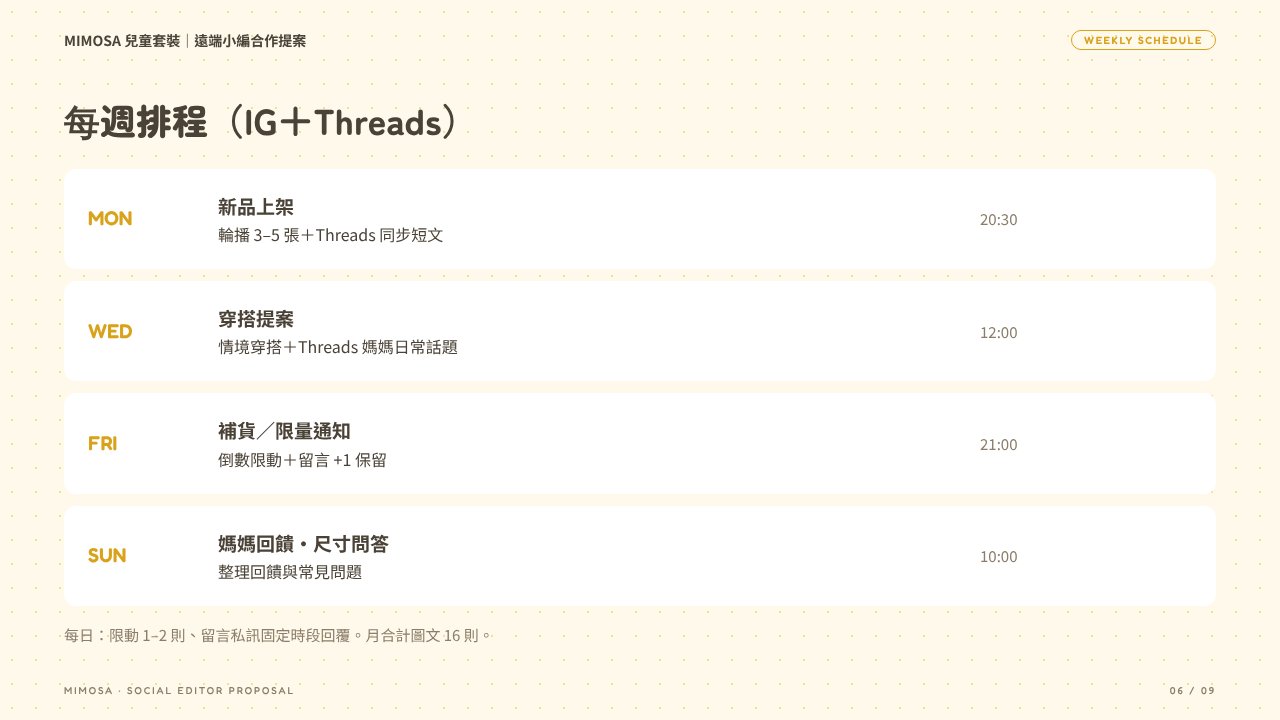 MIMOSA 兒童套裝｜遠端小編合作提案
WEEKLY SCHEDULE
每週排程（IG＋Threads）
MON
新品上架
輪播 3–5 張＋Threads 同步短文
20:30
WED
穿搭提案
情境穿搭＋Threads 媽媽日常話題
12:00
FRI
補貨／限量通知
倒數限動＋留言 +1 保留
21:00
SUN
媽媽回饋・尺寸問答
整理回饋與常見問題
10:00
每日：限動 1–2 則、留言私訊固定時段回覆。月合計圖文 16 則。
MIMOSA · SOCIAL EDITOR PROPOSAL
06 / 09